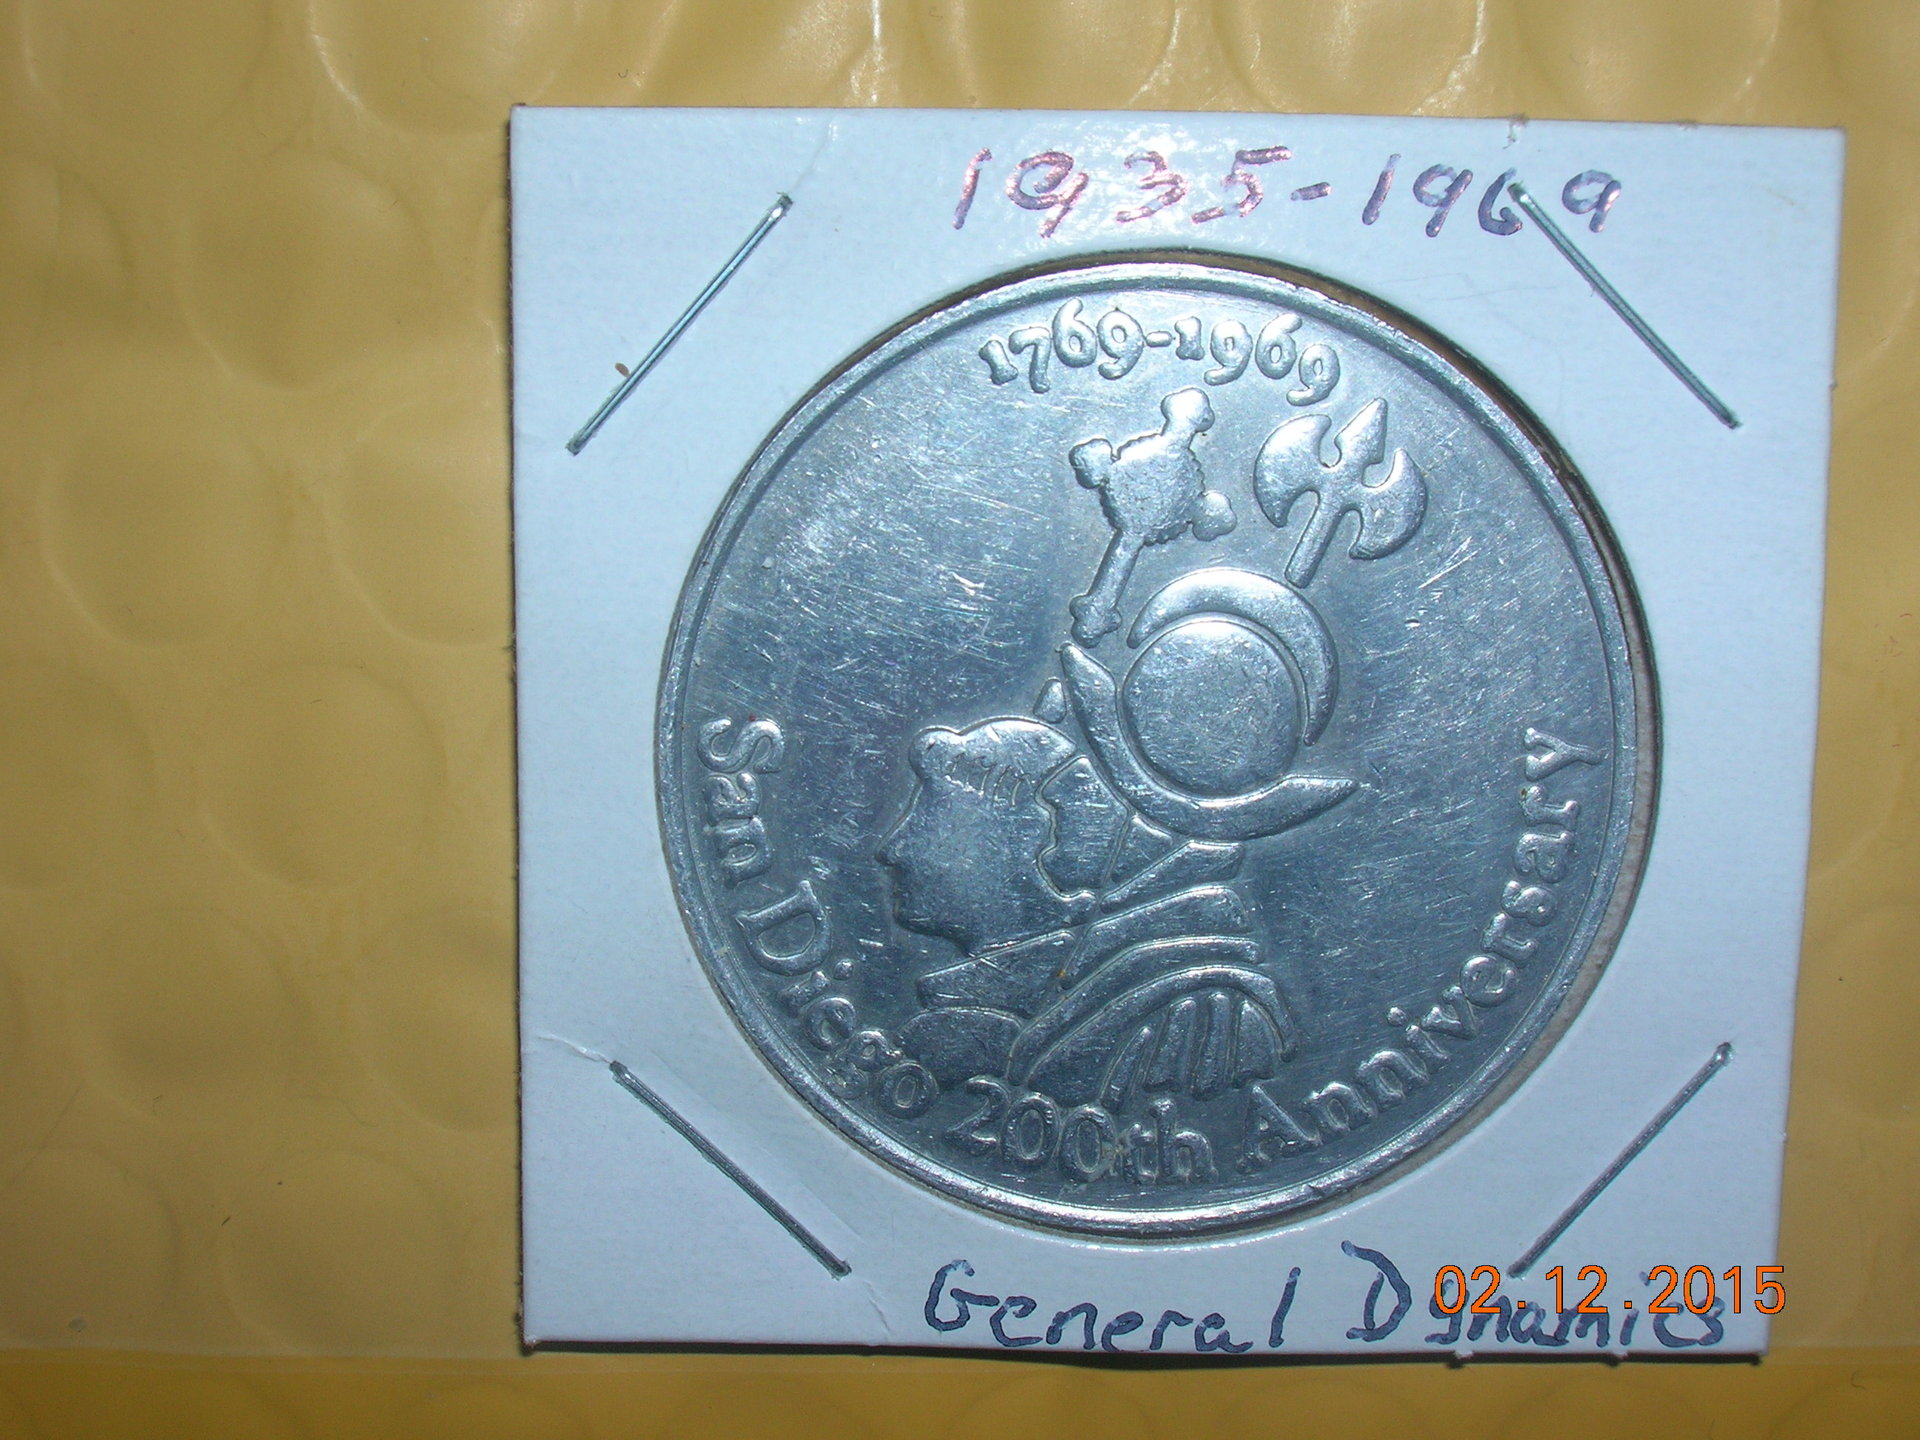 1935-1969
1769-1969
San Diego 200th Anniversary
General Dynamics
02.12.2015